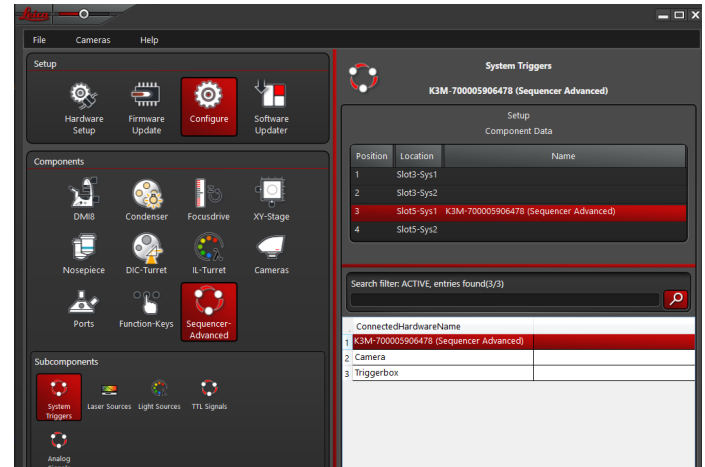 Leica
File Cameras Help
Setup
Hardware Setup
Firmware Update
Configure
Software Updater
Components
DMI8
Condenser
Focusdrive
XY-Stage
Nosepiece
DIC-Turret
IL-Turret
Cameras
Ports
Function-Keys
Sequencer-Advanced
Subcomponents
System Triggers
Laser Sources
Light Sources
TTL Signals
Analog
System Triggers
K3M-700005906478 (Sequencer Advanced)
Setup
Component Data
Position Location Name
1 Slot3-Sys1
2 Slot3-Sys2
3 Slot5-Sys1 K3M-700005906478 (Sequencer Advanced)
4 Slot5-Sys2
Search filter: ACTIVE, entries found(3/3)
ConnectedHardwareName
1 K3M-700005906478 (Sequencer Advanced)
2 Camera
3 Triggerbox